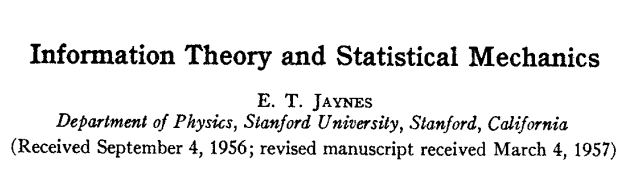 Information Theory and Statistical Mechanics
E. T. JAYNES
Department of Physics, Stanford University, Stanford, California
(Received September 4, 1956; revised manuscript received March 4, 1957)